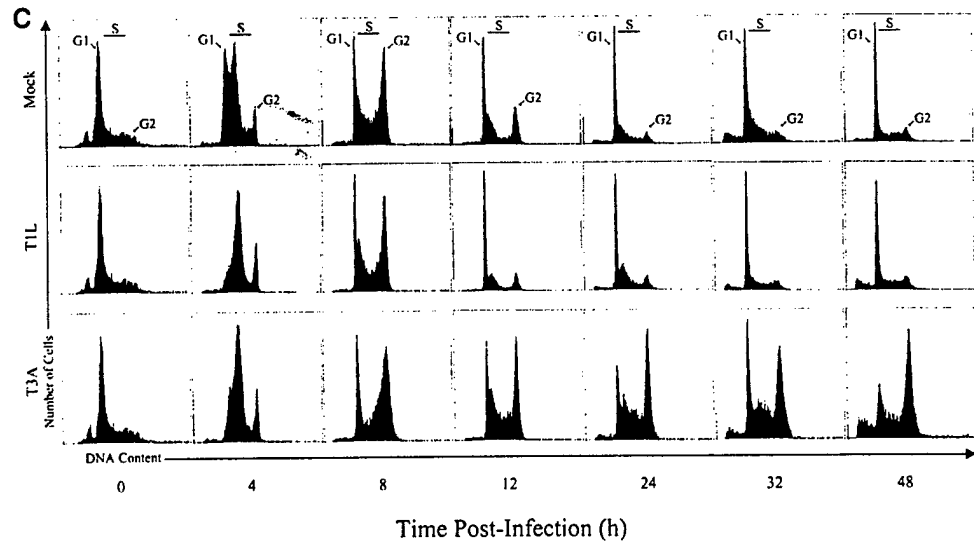 C
S S S S S S S
G1 G1 G1 G2 G1 G1 G1 G1
G2 G2 G2 G2 G2 G2
Mock
T1L
T3A
Number of Cells
DNA Content
0 4 8 12 24 32 48
Time Post-Infection (h)